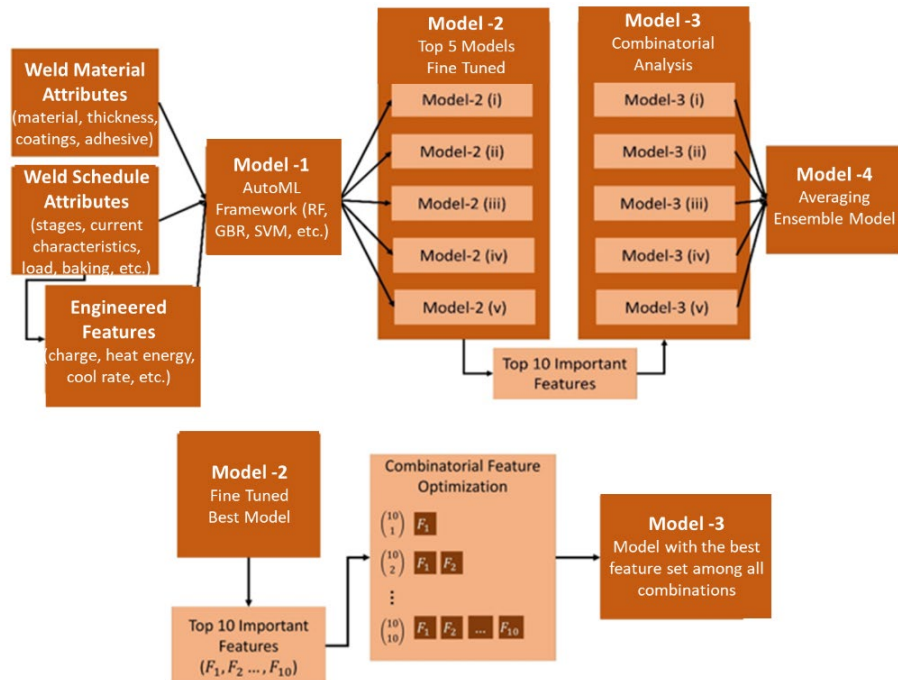 Weld Material
Attributes
(material, thickness,
coatings, adhesive)
Weld Schedule
Attributes
(stages, current
characteristics,
load, baking, etc.)
Engineered
Features
(charge, heat energy,
cool rate, etc.)
Model -1
AutoML
Framework (RF,
GBR, SVM, etc.)
Model -2
Top 5 Models
Fine Tuned
Model-2 (i)
Model-2 (ii)
Model-2 (iii)
Model-2 (iv)
Model-2 (v)
Top 10 Important
Features
Model -3
Combinatorial
Analysis
Model-3 (i)
Model-3 (ii)
Model-3 (iii)
Model-3 (iv)
Model-3 (v)
Model -4
Averaging
Ensemble Model
Model -2
Fine Tuned
Best Model
Top 10 Important
Features
(F₁, F₂ ..., F₁₀)
Combinatorial Feature
Optimization
(10 1) F₁
(10 2) F₁ F₂
⋮
(10 10) F₁ F₂ ... F₁₀
Model -3
Model with the best
feature set among all
combinations